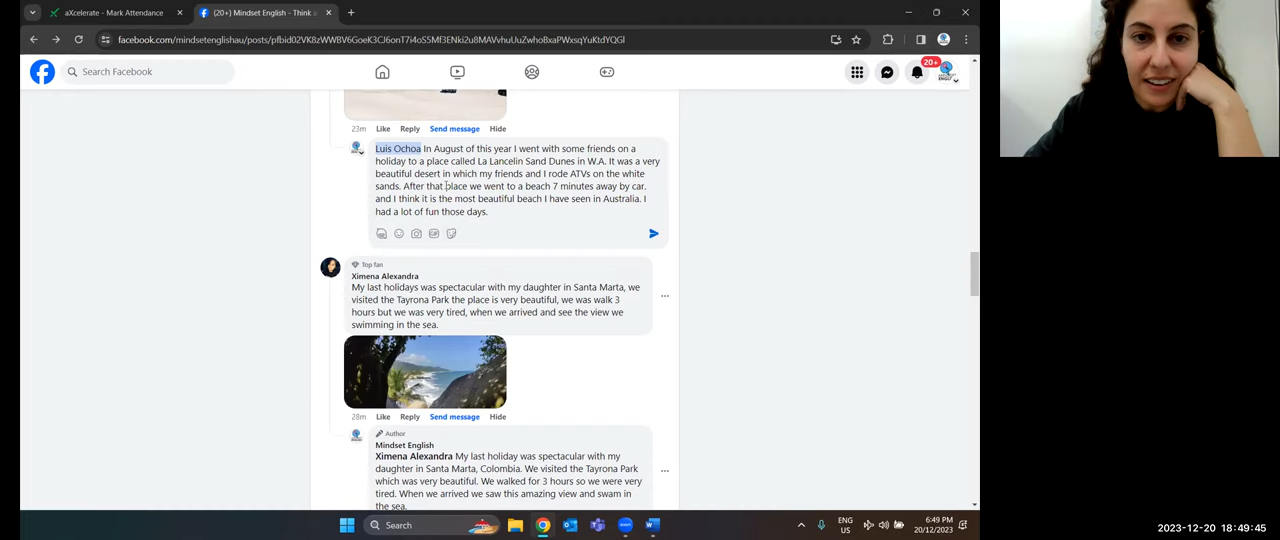 aXcelerate - Mark Attendance
(20+) Mindset English - Think a
facebook.com/mindsetenglishau/posts/
Search Facebook
20+
23m Like Reply Send message Hide
Luis Ochoa In August of this year I went with some friends on a
holiday to a place called La Lancelin Sand Dunes in W.A. It was a very
beautiful desert in which my friends and I rode ATVs on the white
sands. After that place we went to a beach 7 minutes away by car.
and I think it is the most beautiful beach I have seen in Australia. I
had a lot of fun those days.
Top fan
Ximena Alexandra
My last holidays was spectacular with my daughter in Santa Marta, we
visited the Tayrona Park the place is very beautiful, we was walk 3
hours but we was very tired, when we arrived and see the view we
swimming in the sea.
28m Like Reply Send message Hide
Author
Mindset English
Ximena Alexandra My last holiday was spectacular with my
daughter in Santa Marta, Colombia. We visited the Tayrona Park
which was very beautiful. We walked for 3 hours so we were very
tired. When we arrived we saw this amazing view and swam in
the sea.
Search
ENG
US
6:49 PM
20/12/2023
2023-12-20 18:49:45